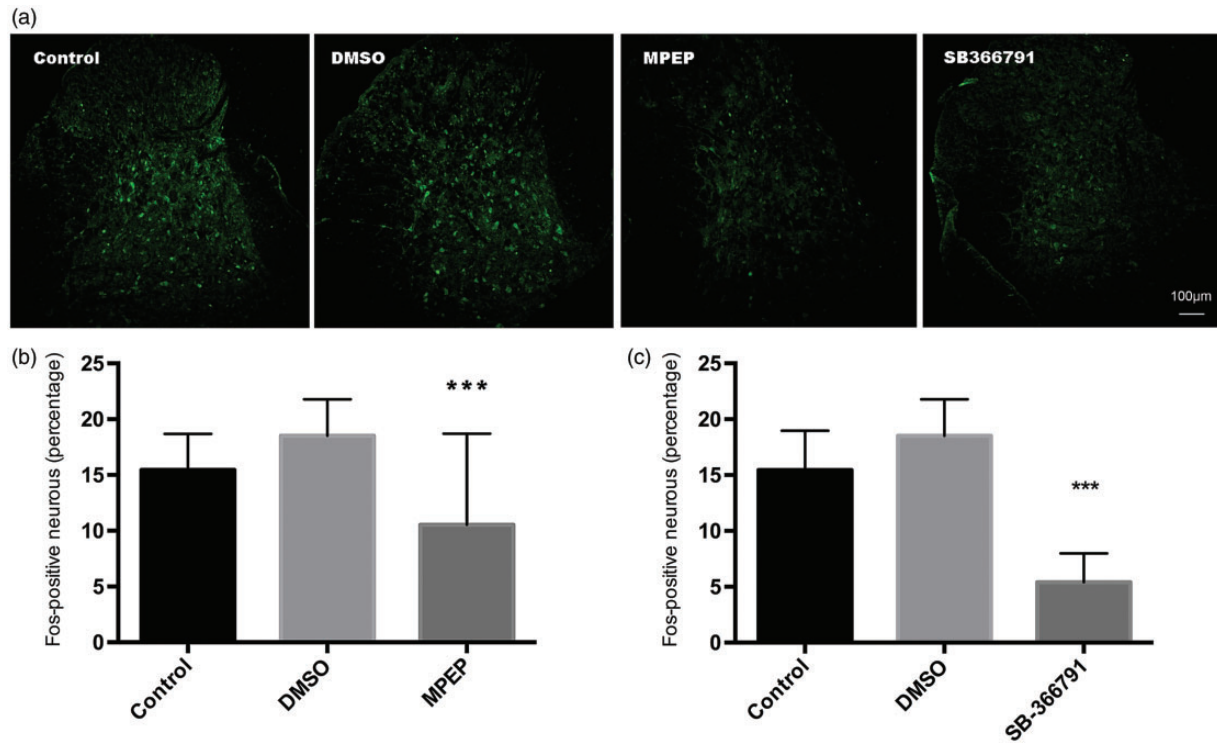 (a)
Control
DMSO
MPEP
SB366791
100µm
(b)
Fos-positive neurous (percentage)
25
20
15
10
5
0
***
Control
DMSO
MPEP
(c)
Fos-positive neurous (percentage)
25
20
15
10
5
0
***
Control
DMSO
SB-366791